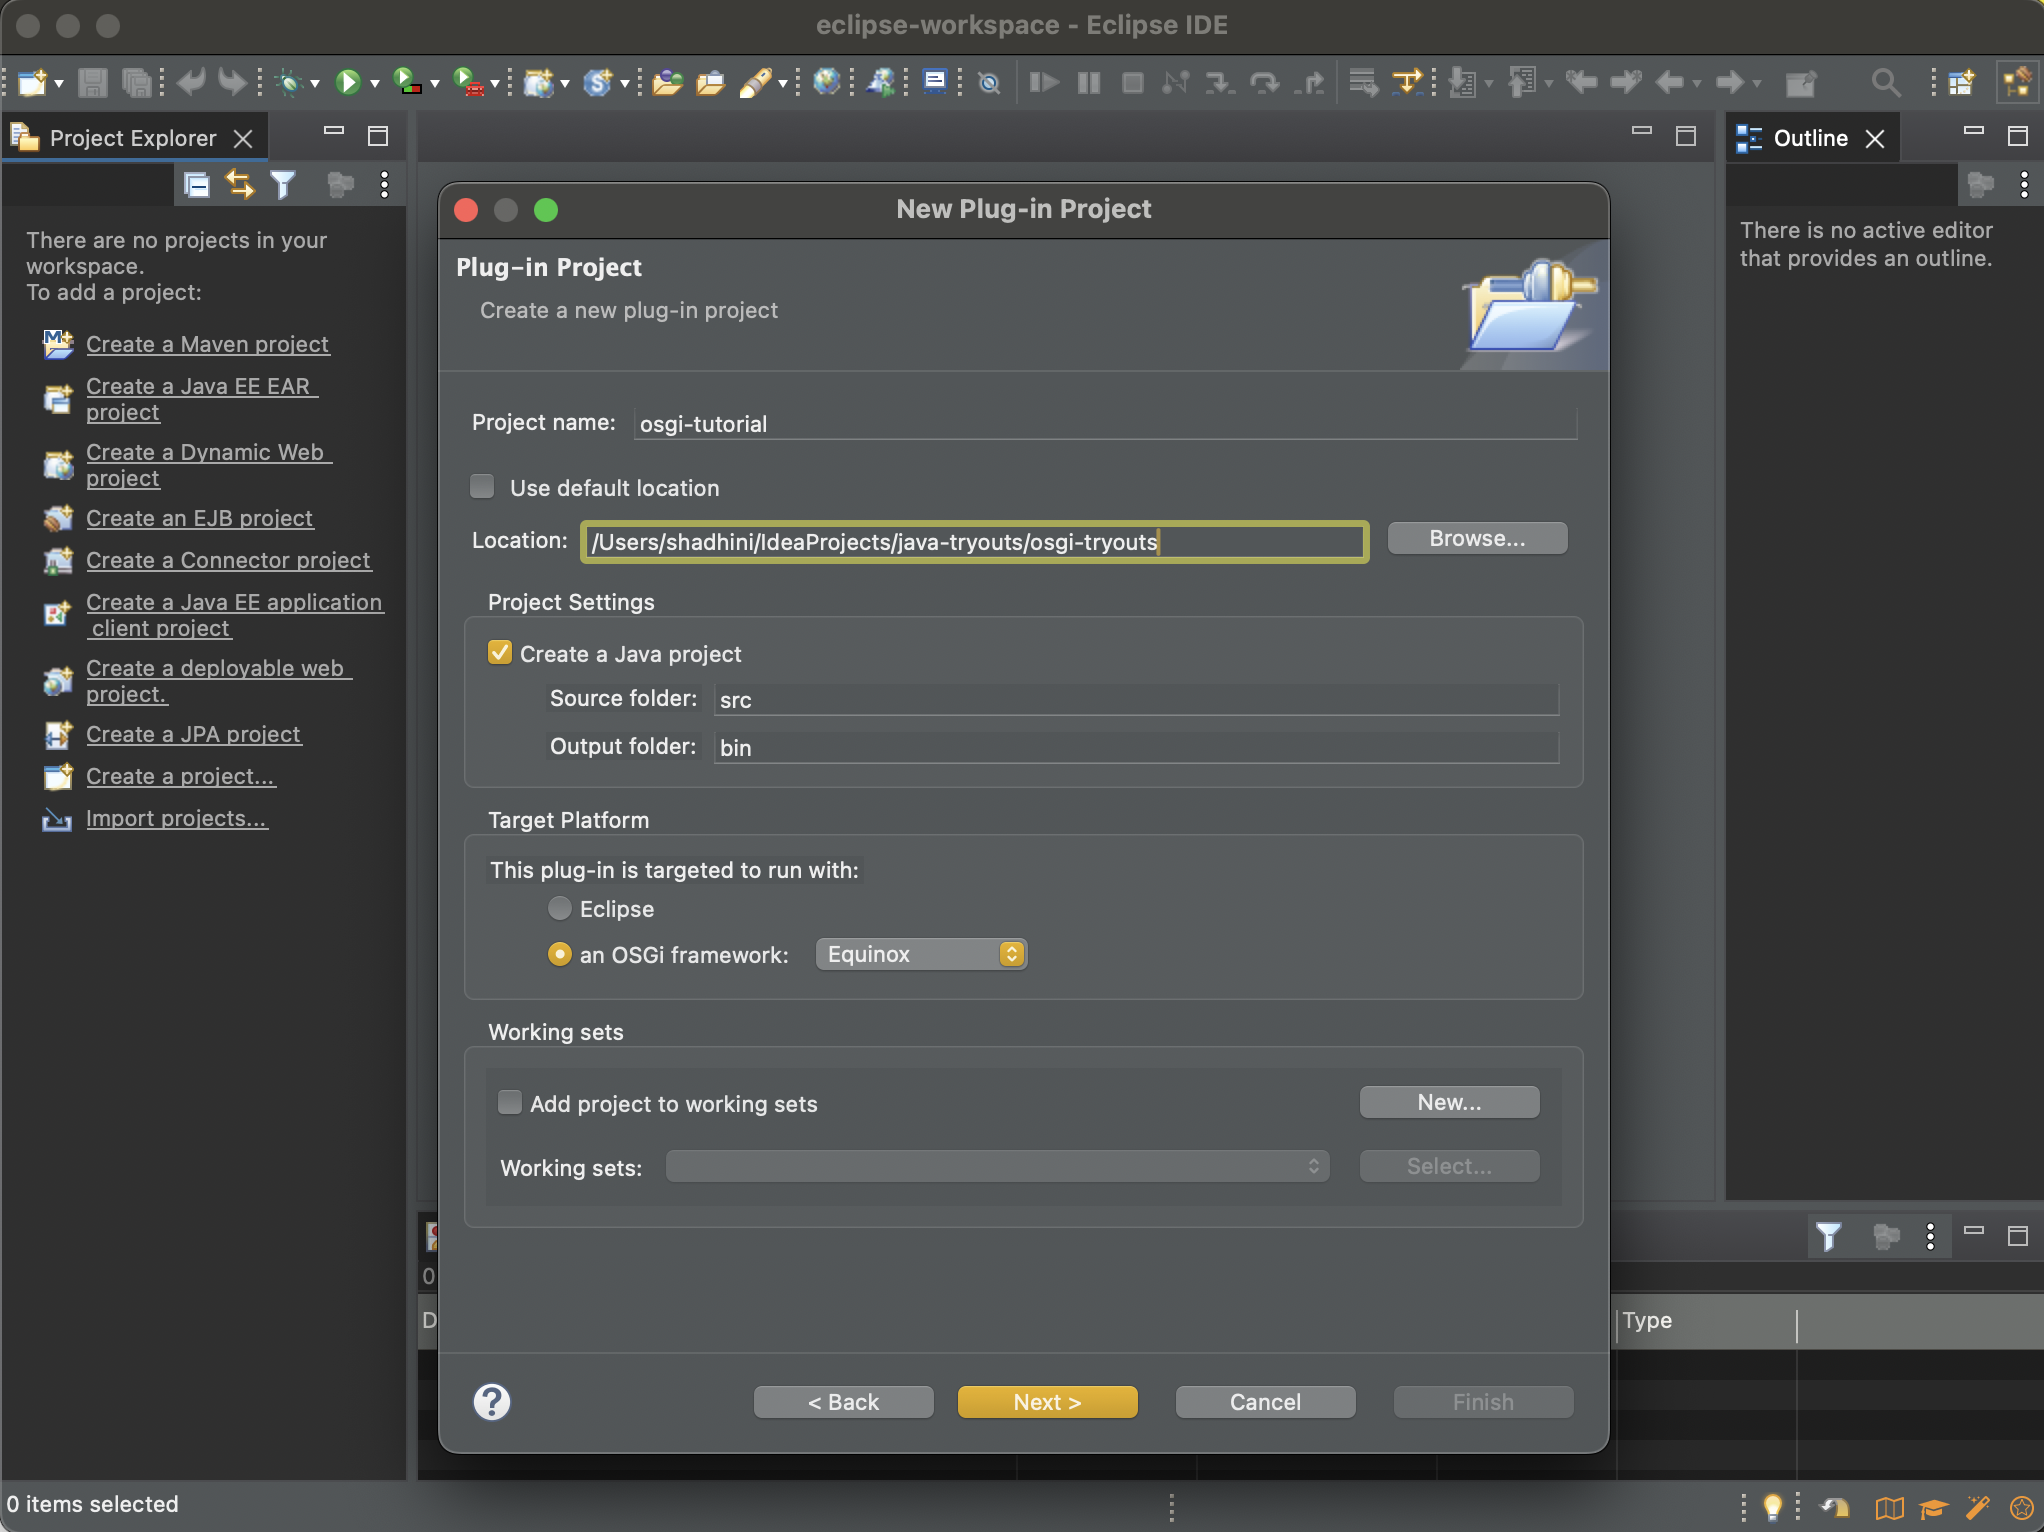 eclipse-workspace - Eclipse IDE
Project Explorer
Outline
There are no projects in your
workspace.
To add a project:
Create a Maven project
Create a Java EE EAR
project
Create a Dynamic Web
project
Create an EJB project
Create a Connector project
Create a Java EE application
client project
Create a deployable web
project.
Create a JPA project
Create a project...
Import projects...
There is no active editor
that provides an outline.
New Plug-in Project
Plug-in Project
Create a new plug-in project
Project name: osgi-tutorial
Use default location
Location: /Users/shadhini/IdeaProjects/java-tryouts/osgi-tryouts Browse...
Project Settings
Create a Java project
Source folder: src
Output folder: bin
Target Platform
This plug-in is targeted to run with:
Eclipse
an OSGi framework: Equinox
Working sets
Add project to working sets New...
Working sets: Select...
0
D
Type
< Back Next > Cancel Finish
0 items selected